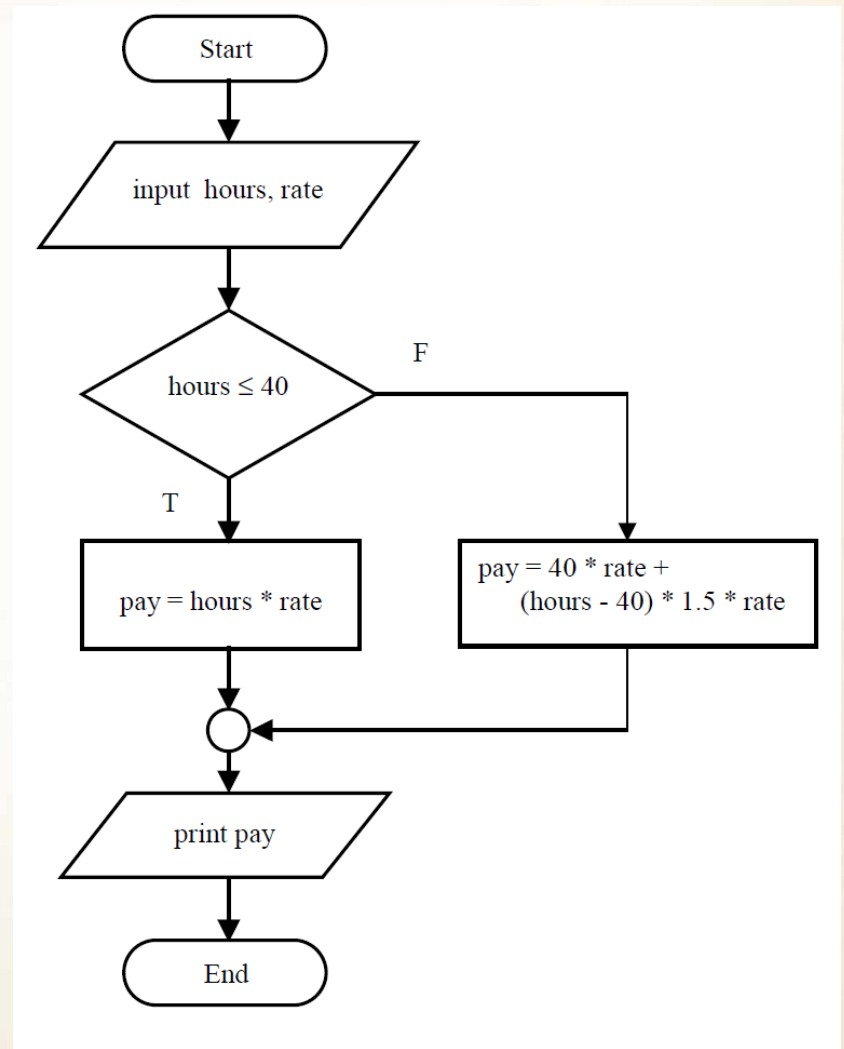 Start
input hours, rate
hours ≤ 40
F
T
pay = hours * rate
pay = 40 * rate +
(hours - 40) * 1.5 * rate
print pay
End